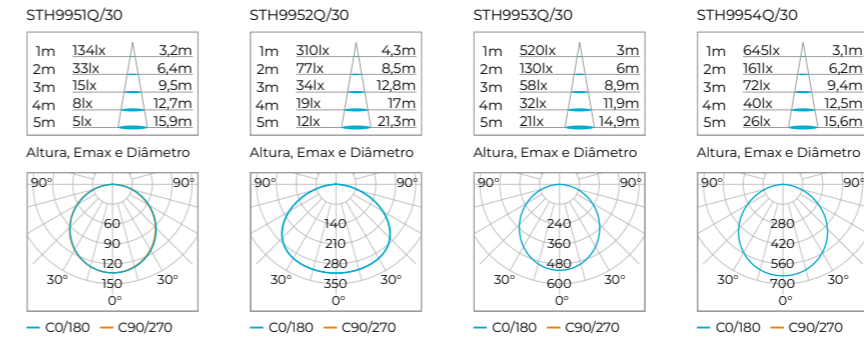 STH9951Q/30
1m 134lx 3,2m
2m 33lx 6,4m
3m 15lx 9,5m
4m 8lx 12,7m
5m 5lx 15,9m
Altura, Emax e Diâmetro
90° 90°
60
90
120
30° 150 30°
0°
C0/180 C90/270
STH9952Q/30
1m 310lx 4,3m
2m 77lx 8,5m
3m 34lx 12,8m
4m 19lx 17m
5m 12lx 21,3m
Altura, Emax e Diâmetro
90° 90°
140
210
280
30° 350 30°
0°
C0/180 C90/270
STH9953Q/30
1m 520lx 3m
2m 130lx 6m
3m 58lx 8,9m
4m 32lx 11,9m
5m 21lx 14,9m
Altura, Emax e Diâmetro
90° 90°
240
360
480
30° 600 30°
0°
C0/180 C90/270
STH9954Q/30
1m 645lx 3,1m
2m 161lx 6,2m
3m 72lx 9,4m
4m 40lx 12,5m
5m 26lx 15,6m
Altura, Emax e Diâmetro
90° 90°
280
420
560
30° 700 30°
0°
C0/180 C90/270